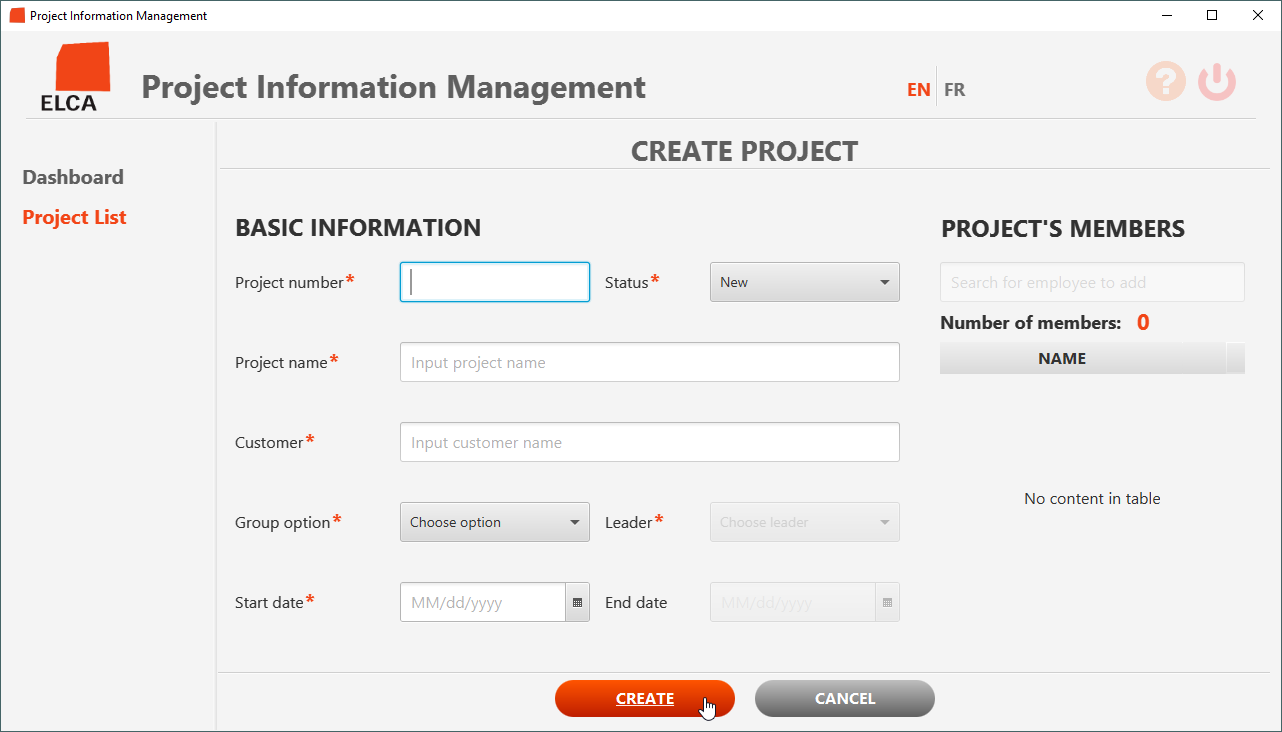 Project Information Management
ELCA
Project Information Management
EN FR
?
Dashboard
Project List
CREATE PROJECT
BASIC INFORMATION
Project number*
Status* New
Project name* Input project name
Customer* Input customer name
Group option* Choose option
Leader* Choose leader
Start date* MM/dd/yyyy
End date MM/dd/yyyy
PROJECT'S MEMBERS
Search for employee to add
Number of members: 0
NAME
No content in table
CREATE
CANCEL